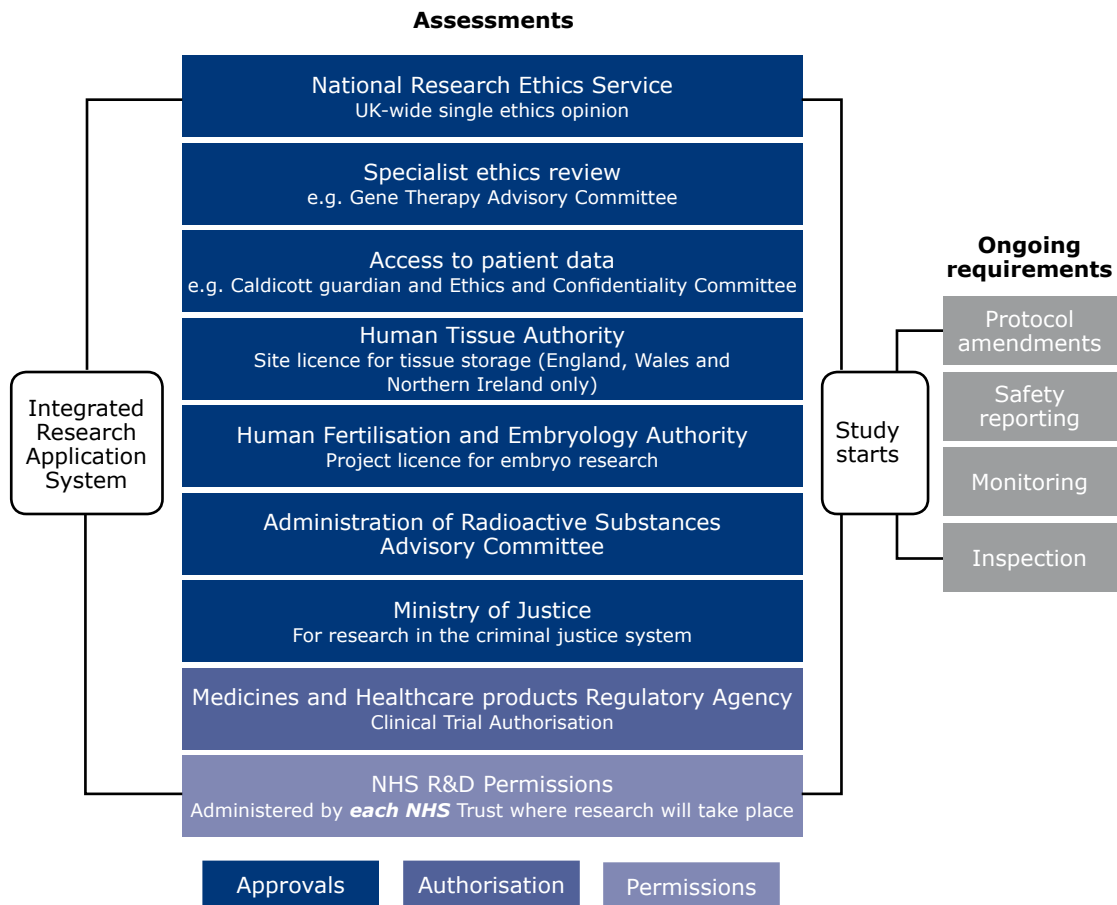 Assessments
National Research Ethics Service
UK-wide single ethics opinion
Specialist ethics review
e.g. Gene Therapy Advisory Committee
Access to patient data
e.g. Caldicott guardian and Ethics and Confidentiality Committee
Human Tissue Authority
Site licence for tissue storage (England, Wales and
Northern Ireland only)
Human Fertilisation and Embryology Authority
Project licence for embryo research
Administration of Radioactive Substances
Advisory Committee
Ministry of Justice
For research in the criminal justice system
Medicines and Healthcare products Regulatory Agency
Clinical Trial Authorisation
NHS R&D Permissions
Administered by each NHS Trust where research will take place
Integrated
Research
Application
System
Study
starts
Ongoing
requirements
Protocol
amendments
Safety
reporting
Monitoring
Inspection
Approvals
Authorisation
Permissions